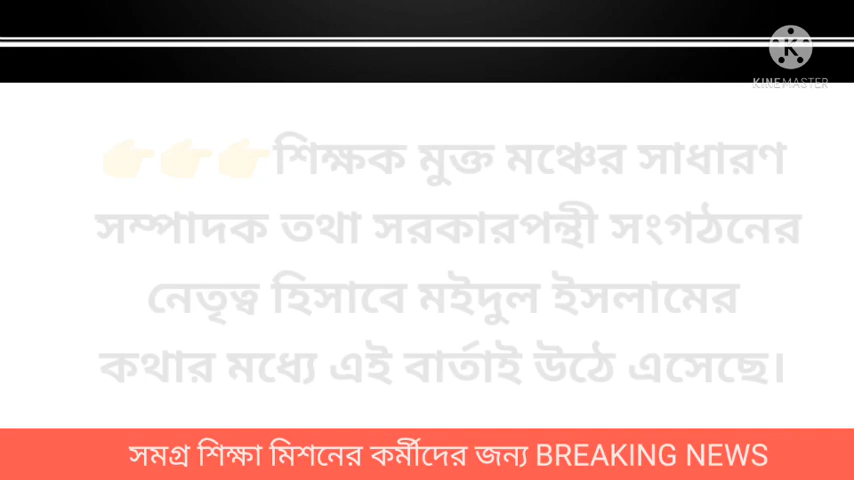 KINEMASTER
👉👉👉শিক্ষক মুক্ত মঞ্চের সাধারণ
সম্পাদক তথা সরকারপন্থী সংগঠনের
নেতৃত্ব হিসাবে মইদুল ইসলামের
কথার মধ্যে এই বার্তাই উঠে এসেছে।
সমগ্র শিক্ষা মিশনের কর্মীদের জন্য BREAKING NEWS